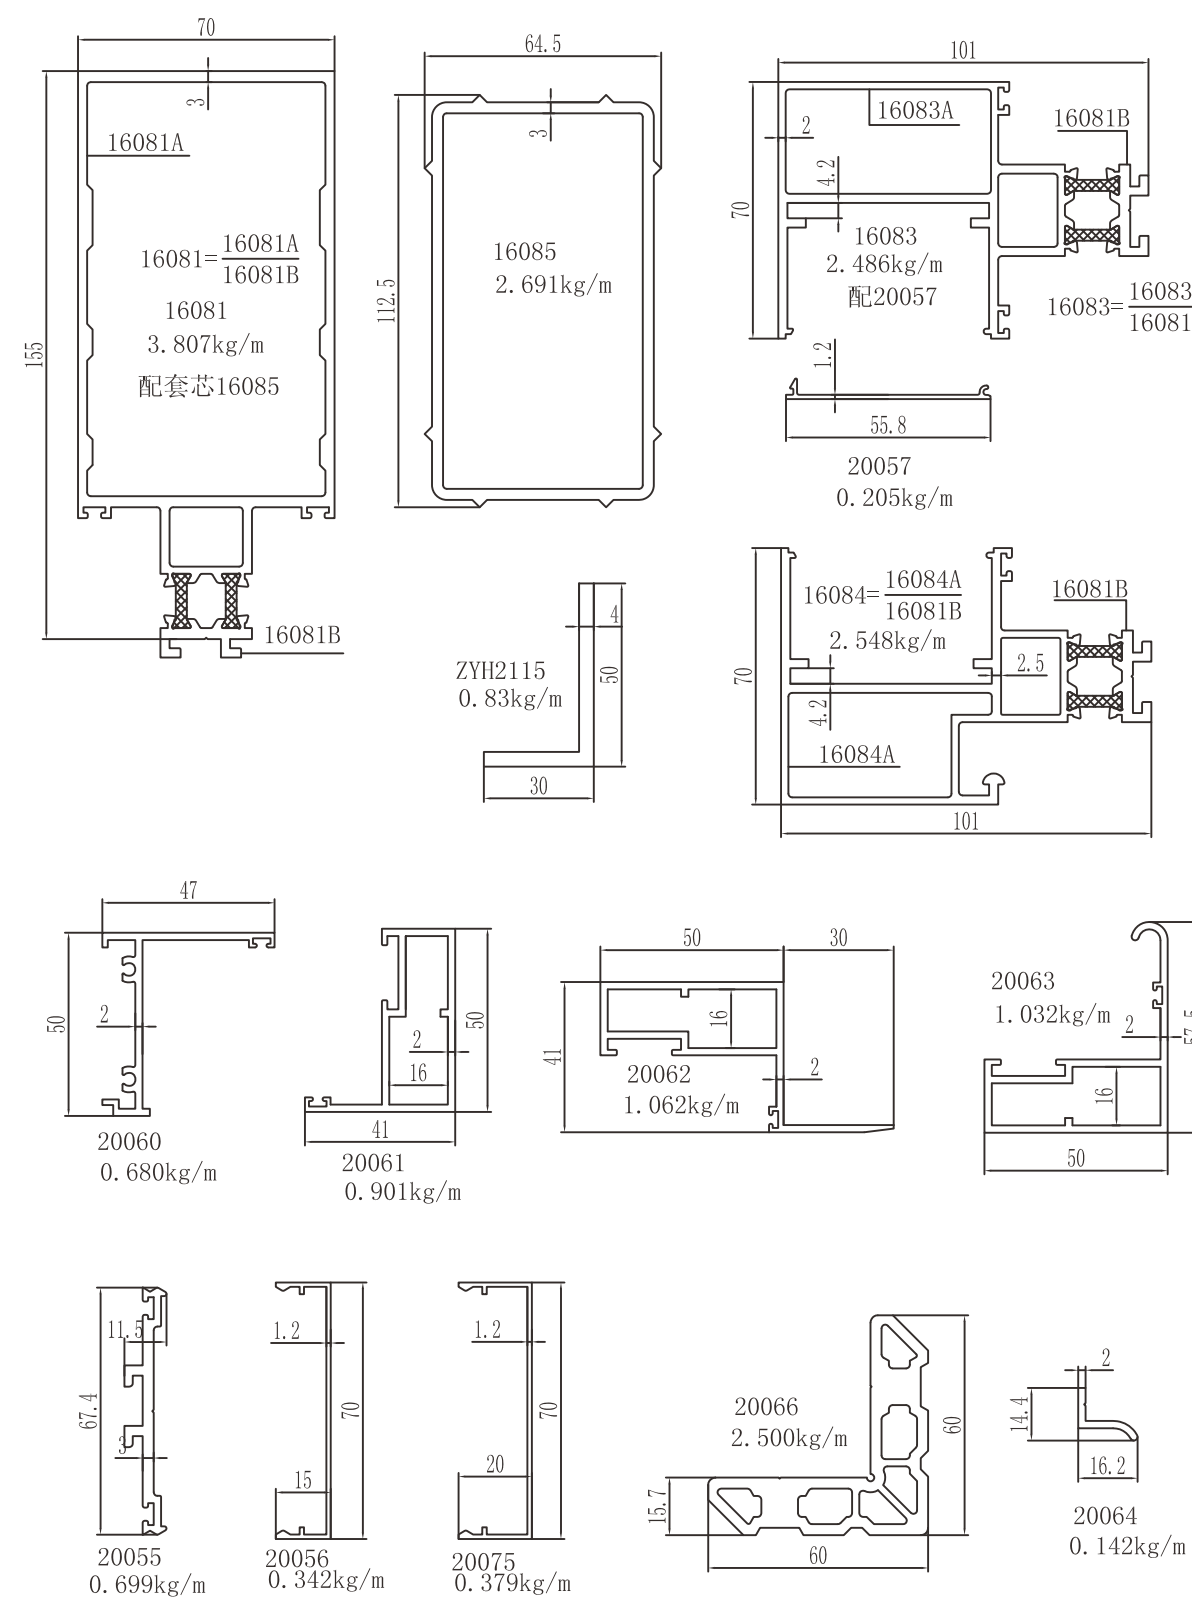 70
3
16081A
16081=16081A
16081B
16081
3.807kg/m
配套芯16085
155
16081B
64.5
3
16085
2.691kg/m
112.5
101
16083A
2
4.2
16081B
70
16083
2.486kg/m
配20057
16083=16083
16081
1.2
55.8
20057
0.205kg/m
4
ZYH2115
0.83kg/m
50
30
16084=16084A
16081B
2.548kg/m
16081B
70
2.5
4.2
16084A
101
47
50
2
20060
0.680kg/m
2
16
50
41
20061
0.901kg/m
50
30
16
41
2
20062
1.062kg/m
20063
1.032kg/m
2
57.5
16
50
11.5
67.4
3
20055
0.699kg/m
1.2
70
15
20056
0.342kg/m
1.2
70
20
20075
0.379kg/m
20066
2.500kg/m
60
15.7
60
2
14.4
16.2
20064
0.142kg/m